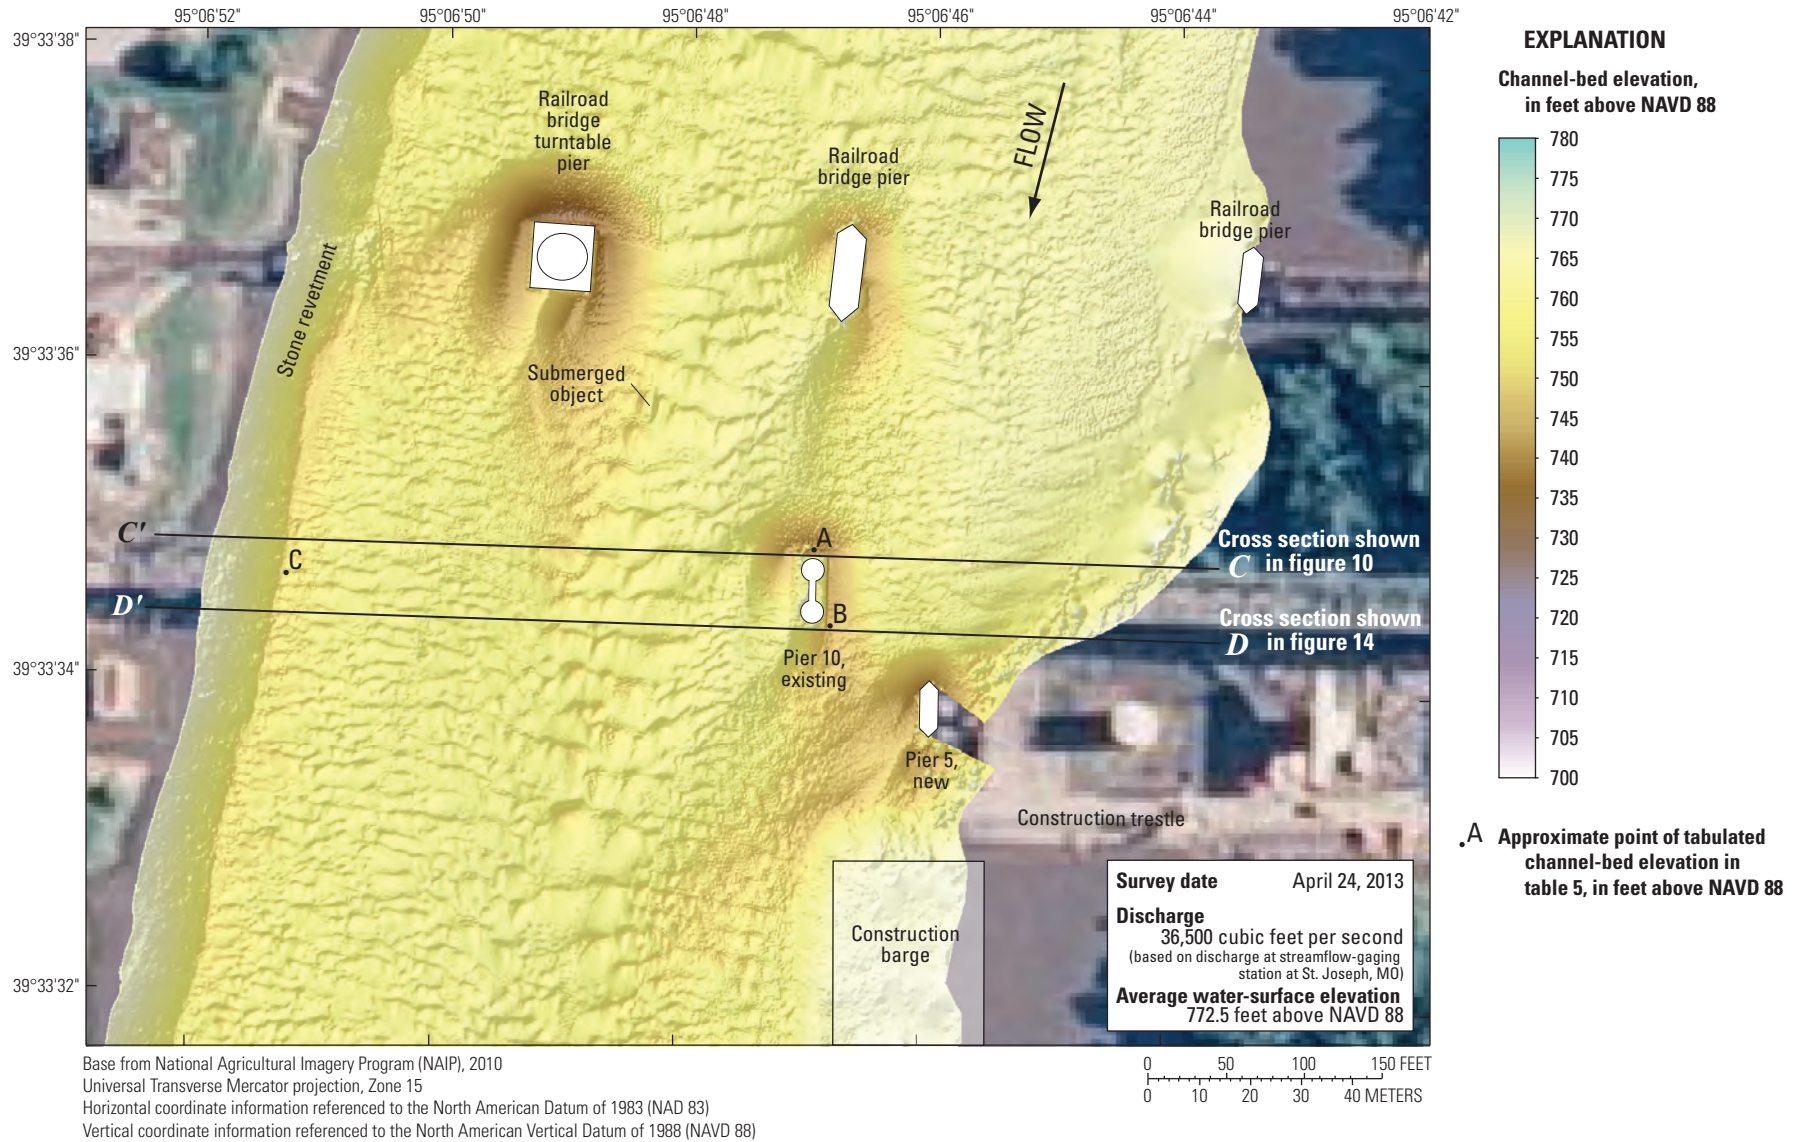 95°06'52"
95°06'50"
95°06'48"
95°06'46"
95°06'44"
95°06'42"
39°33'38"
39°33'36"
39°33'34"
39°33'32"
Railroad
bridge
turntable
pier
Railroad
bridge pier
FLOW
Railroad
bridge pier
Stone revetment
Submerged
object
C'
C
A
Cross section shown
in figure 10
C
D'
B
Cross section shown
in figure 14
D
Pier 10,
existing
Pier 5,
new
Construction trestle
Construction
barge
Survey date April 24, 2013
Discharge
36,500 cubic feet per second
(based on discharge at streamflow-gaging
station at St. Joseph, MO)
Average water-surface elevation
772.5 feet above NAVD 88
EXPLANATION
Channel-bed elevation,
in feet above NAVD 88
780
775
770
765
760
755
750
745
740
735
730
725
720
715
710
705
700
A Approximate point of tabulated
channel-bed elevation in
table 5, in feet above NAVD 88
0 50 100 150 FEET
0 10 20 30 40 METERS
Base from National Agricultural Imagery Program (NAIP), 2010
Universal Transverse Mercator projection, Zone 15
Horizontal coordinate information referenced to the North American Datum of 1983 (NAD 83)
Vertical coordinate information referenced to the North American Vertical Datum of 1988 (NAVD 88)